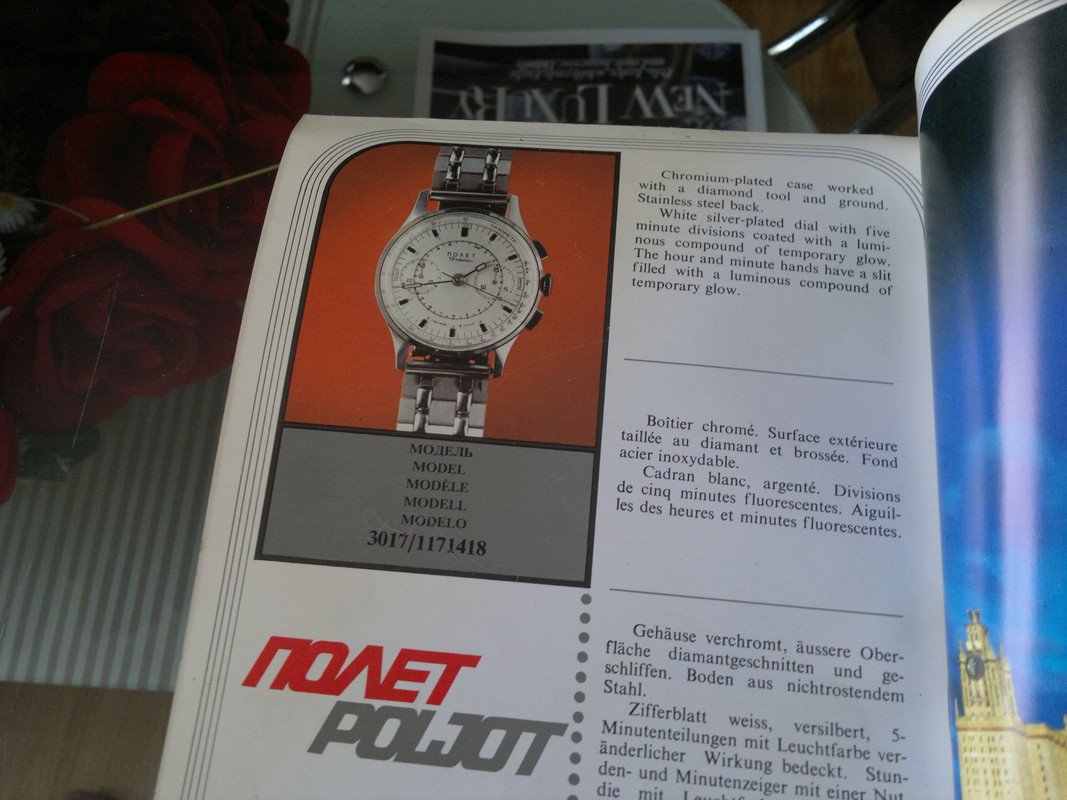 NEW LUXURY
ПОЛЕТ
МОДЕЛЬ
MODEL
MODÈLE
MODELL
MODELO
3017/1171418
ПОЛЕТ
POLJOT
Chromium-plated case worked
with a diamond tool and ground.
Stainless steel back.
White silver-plated dial with five
minute divisions coated with a lumi-
nous compound of temporary glow.
The hour and minute hands have a slit
filled with a luminous compound of
temporary glow.
Boîtier chromé. Surface extérieure
taillée au diamant et brossée. Fond
acier inoxydable.
Cadran blanc, argenté. Divisions
de cinq minutes fluorescentes. Aiguil-
les des heures et minutes fluorescentes.
Gehäuse verchromt, äussere Ober-
fläche diamantgeschnitten und ge-
schliffen. Boden aus nichtrostendem
Stahl.
Zifferblatt weiss, versilbert, 5-
Minutenteilungen mit Leuchtfarbe ver-
änderlicher Wirkung bedeckt. Stun-
den- und Minutenzeiger mit einer Nut
die mit